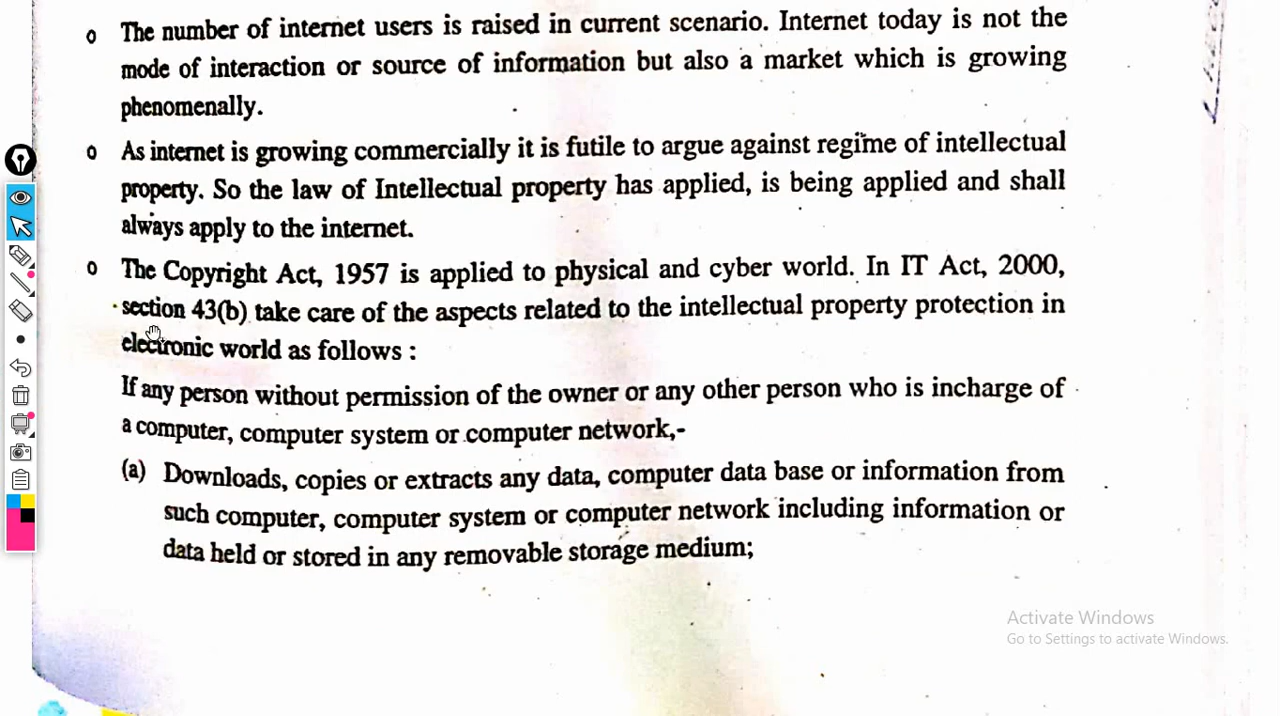 o The number of internet users is raised in current scenario. Internet today is not the
mode of interaction or source of information but also a market which is growing
phenomenally.
o As internet is growing commercially it is futile to argue against regime of intellectual
property. So the law of Intellectual property has applied, is being applied and shall
always apply to the internet.
o The Copyright Act, 1957 is applied to physical and cyber world. In IT Act, 2000,
section 43(b) take care of the aspects related to the intellectual property protection in
electronic world as follows :
If any person without permission of the owner or any other person who is incharge of
a computer, computer system or computer network,-
(a) Downloads, copies or extracts any data, computer data base or information from
such computer, computer system or computer network including information or
data held or stored in any removable storage medium;
Activate Windows
Go to Settings to activate Windows.